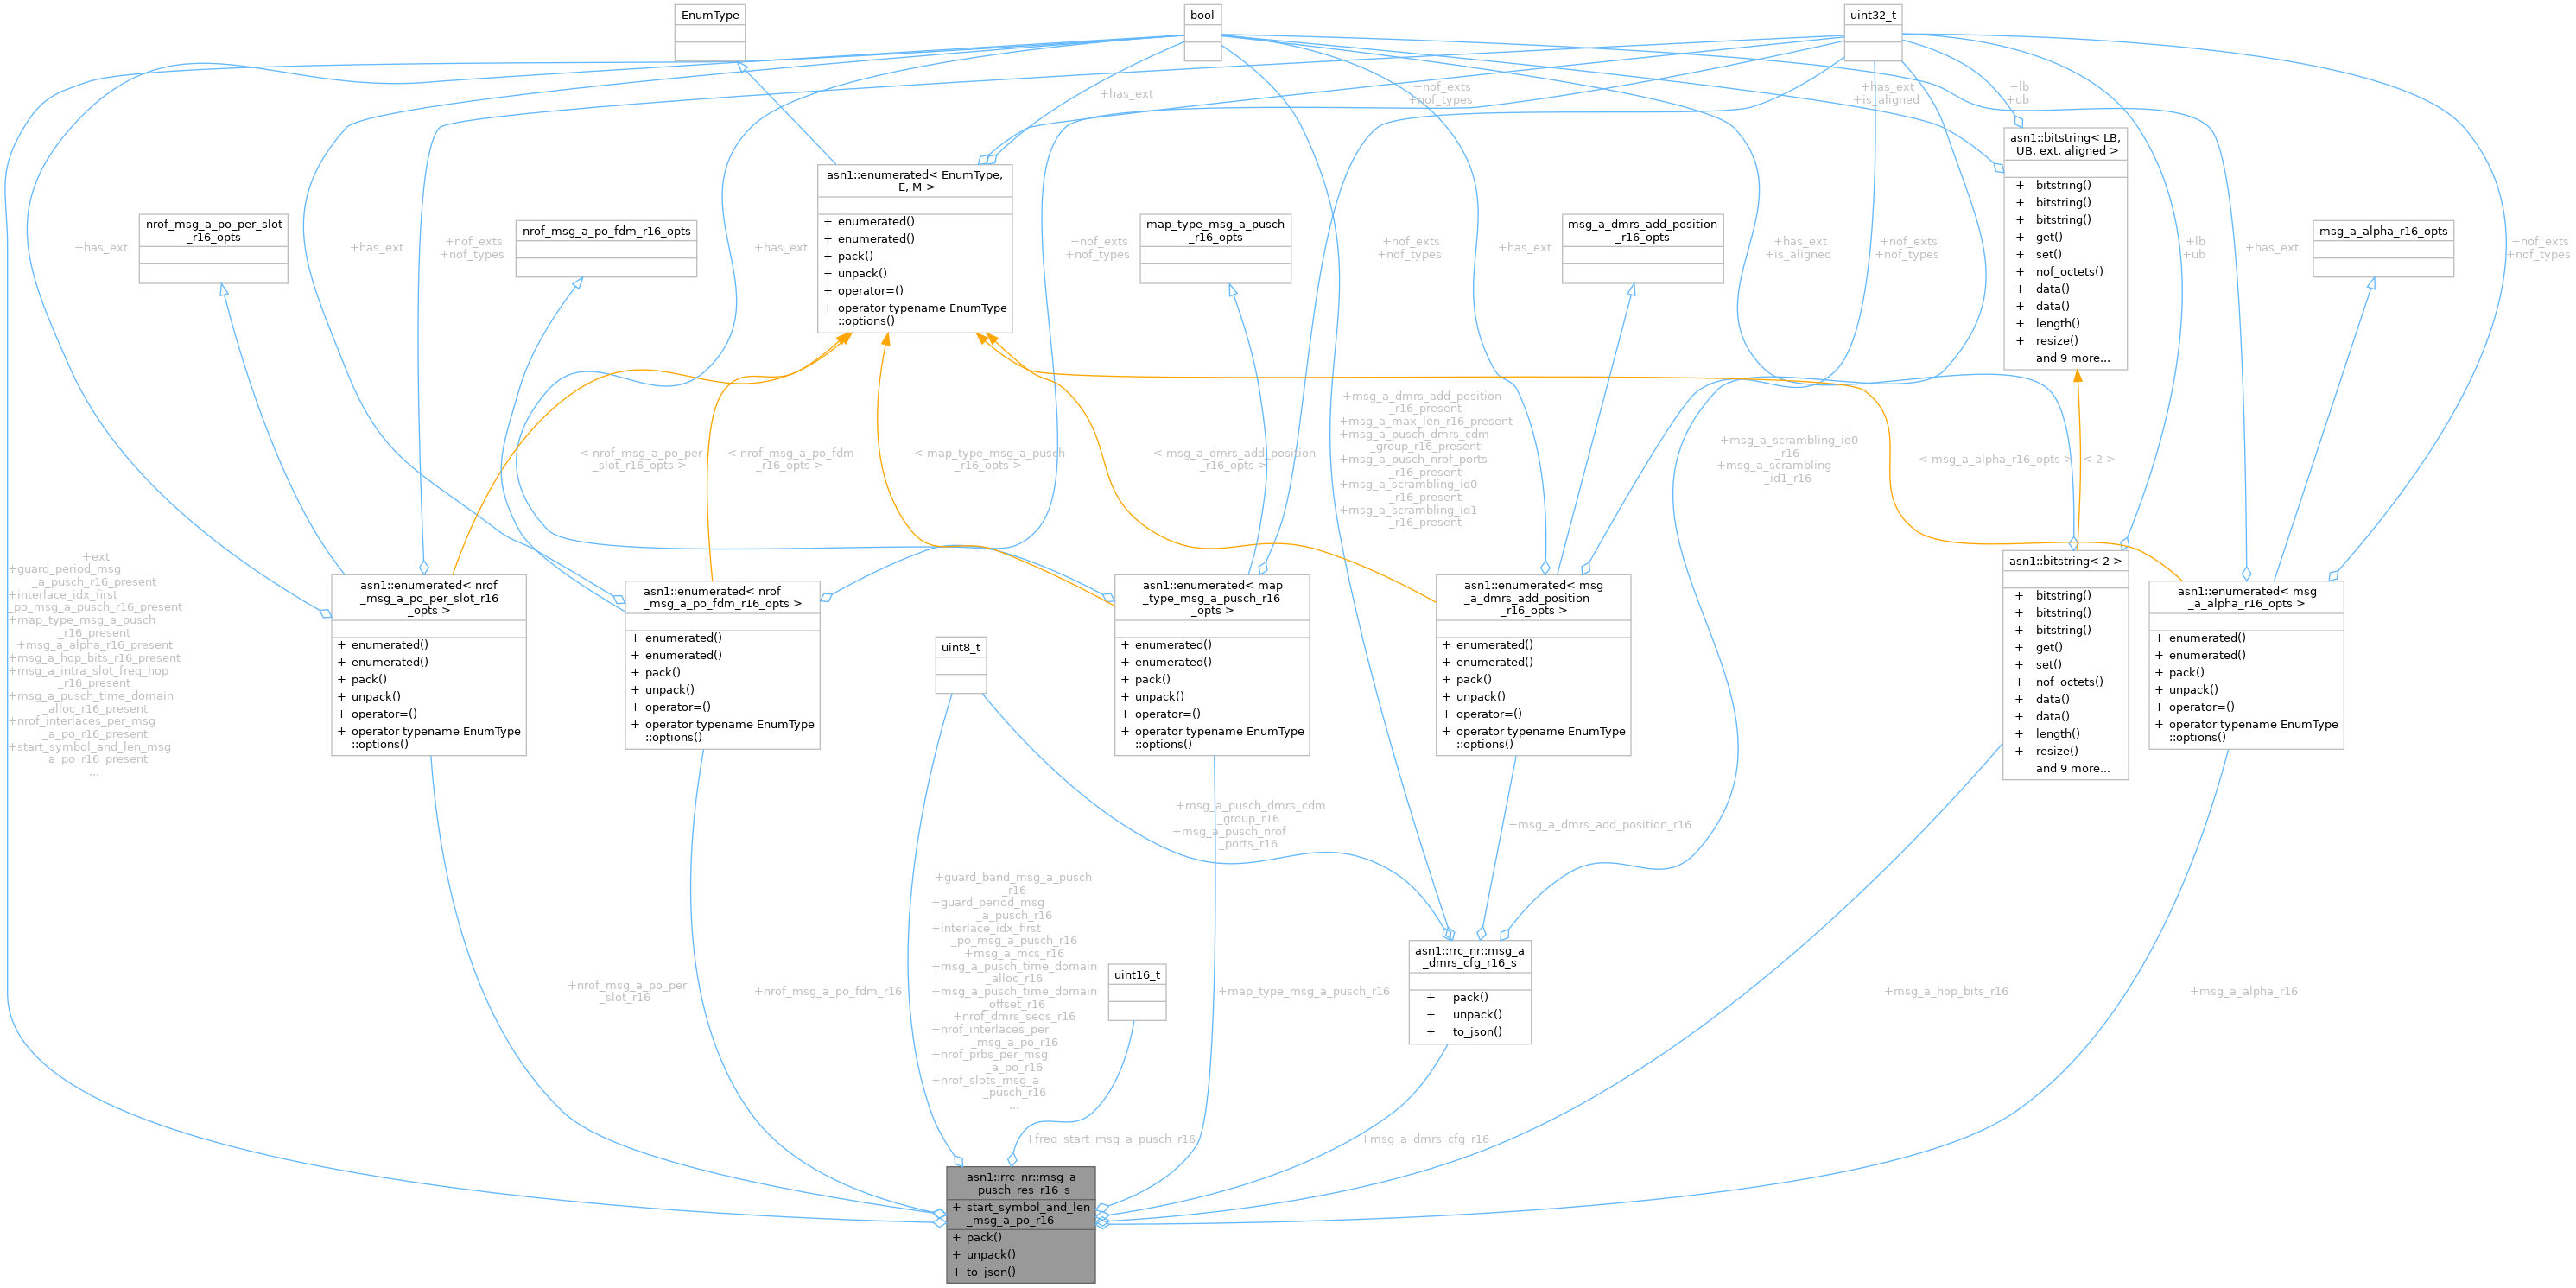 EnumType
bool
uint32_t
+has_ext
+nof_exts
+nof_types
+has_ext
+is_aligned
+lb
+ub
asn1::bitstring< LB,
UB, ext, aligned >
+ bitstring()
+ bitstring()
+ bitstring()
+ get()
+ set()
+ nof_octets()
+ data()
+ data()
+ length()
+ resize()
and 9 more...
asn1::enumerated< EnumType,
E, M >
+ enumerated()
+ enumerated()
+ pack()
+ unpack()
+ operator=()
+ operator typename EnumType
::options()
+has_ext
nrof_msg_a_po_per_slot
_r16_opts
+has_ext
+nof_exts
+nof_types
nrof_msg_a_po_fdm_r16_opts
+has_ext
+nof_exts
+nof_types
map_type_msg_a_pusch
_r16_opts
+nof_exts
+nof_types
+has_ext
msg_a_dmrs_add_position
_r16_opts
+has_ext
+is_aligned
+nof_exts
+nof_types
+lb
+ub
+has_ext
msg_a_alpha_r16_opts
+nof_exts
+nof_types
< nrof_msg_a_po_per
_slot_r16_opts >
< nrof_msg_a_po_fdm
_r16_opts >
< map_type_msg_a_pusch
_r16_opts >
< msg_a_dmrs_add_position
_r16_opts >
+msg_a_dmrs_add_position
_r16_present
+msg_a_max_len_r16_present
+msg_a_pusch_dmrs_cdm
_group_r16_present
+msg_a_pusch_nrof_ports
_r16_present
+msg_a_scrambling_id0
_r16_present
+msg_a_scrambling_id1
_r16_present
+msg_a_scrambling_id0
_r16
+msg_a_scrambling
_id1_r16
< msg_a_alpha_r16_opts >
< 2 >
+ext
+guard_period_msg
_a_pusch_r16_present
+interlace_idx_first
_po_msg_a_pusch_r16_present
+map_type_msg_a_pusch
_r16_present
+msg_a_alpha_r16_present
+msg_a_hop_bits_r16_present
+msg_a_intra_slot_freq_hop
_r16_present
+msg_a_pusch_time_domain
_alloc_r16_present
+nrof_interlaces_per_msg
_a_po_r16_present
+start_symbol_and_len_msg
_a_po_r16_present
...
asn1::enumerated< nrof
_msg_a_po_per_slot_r16
_opts >
+ enumerated()
+ enumerated()
+ pack()
+ unpack()
+ operator=()
+ operator typename EnumType
::options()
asn1::enumerated< nrof
_msg_a_po_fdm_r16_opts >
+ enumerated()
+ enumerated()
+ pack()
+ unpack()
+ operator=()
+ operator typename EnumType
::options()
uint8_t
asn1::enumerated< map
_type_msg_a_pusch_r16
_opts >
+ enumerated()
+ enumerated()
+ pack()
+ unpack()
+ operator=()
+ operator typename EnumType
::options()
asn1::enumerated< msg
_a_dmrs_add_position
_r16_opts >
+ enumerated()
+ enumerated()
+ pack()
+ unpack()
+ operator=()
+ operator typename EnumType
::options()
asn1::bitstring< 2 >
+ bitstring()
+ bitstring()
+ bitstring()
+ get()
+ set()
+ nof_octets()
+ data()
+ data()
+ length()
+ resize()
and 9 more...
asn1::enumerated< msg
_a_alpha_r16_opts >
+ enumerated()
+ enumerated()
+ pack()
+ unpack()
+ operator=()
+ operator typename EnumType
::options()
+msg_a_pusch_dmrs_cdm
_group_r16
+msg_a_pusch_nrof
_ports_r16
+msg_a_dmrs_add_position_r16
+guard_band_msg_a_pusch
_r16
+guard_period_msg
_a_pusch_r16
+interlace_idx_first
_po_msg_a_pusch_r16
+msg_a_mcs_r16
+msg_a_pusch_time_domain
_alloc_r16
+msg_a_pusch_time_domain
_offset_r16
+nrof_dmrs_seqs_r16
+nrof_interlaces_per
_msg_a_po_r16
+nrof_prbs_per_msg
_a_po_r16
+nrof_slots_msg_a
_pusch_r16
...
uint16_t
asn1::rrc_nr::msg_a
_dmrs_cfg_r16_s
+ pack()
+ unpack()
+ to_json()
+nrof_msg_a_po_per
_slot_r16
+nrof_msg_a_po_fdm_r16
+map_type_msg_a_pusch_r16
+msg_a_hop_bits_r16
+msg_a_alpha_r16
+freq_start_msg_a_pusch_r16
+msg_a_dmrs_cfg_r16
asn1::rrc_nr::msg_a
_pusch_res_r16_s
+ start_symbol_and_len
_msg_a_po_r16
+ pack()
+ unpack()
+ to_json()